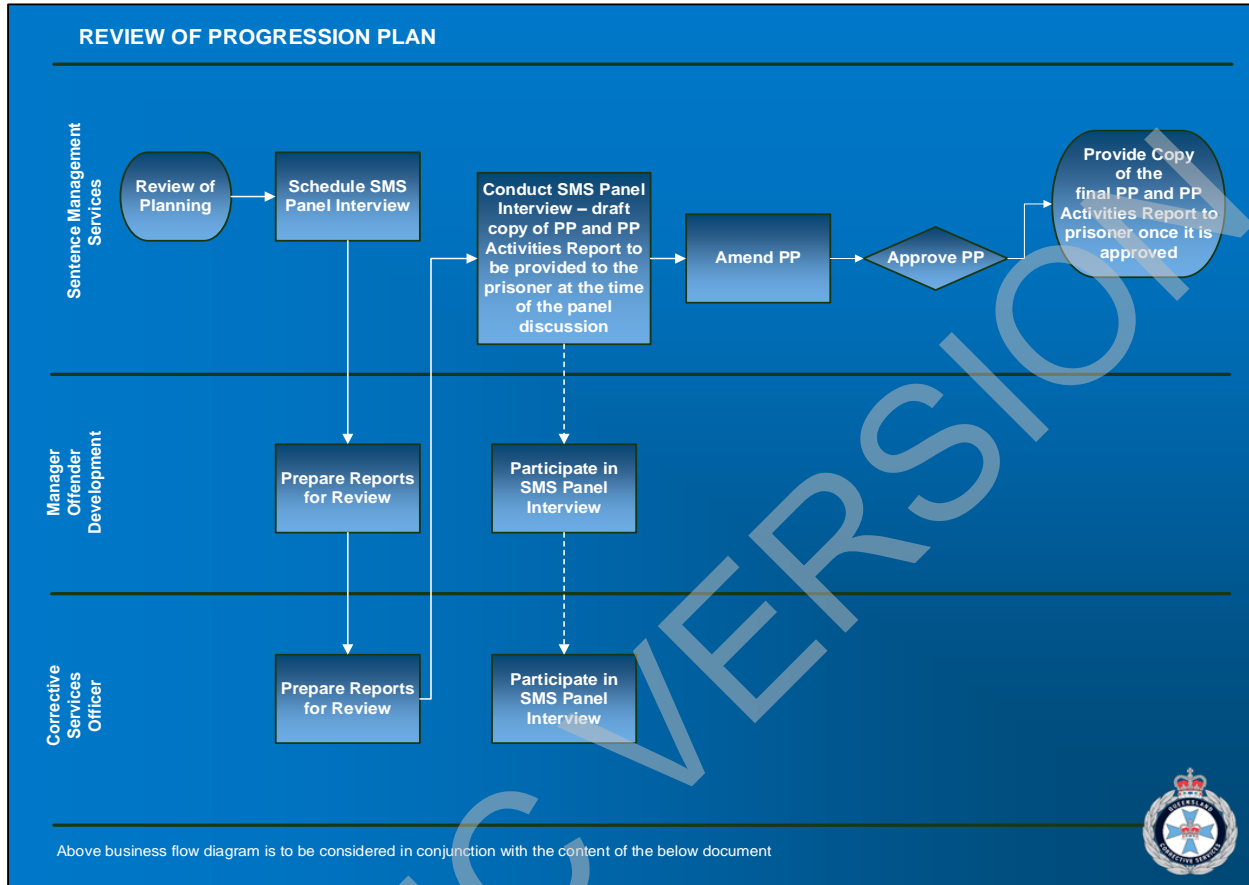 REVIEW OF PROGRESSION PLAN
Sentence Management
Services
Review of
Planning
Schedule SMS
Panel Interview
Conduct SMS Panel
Interview – draft
copy of PP and PP
Activities Report to
be provided to the
prisoner at the time
of the panel
discussion
Amend PP
Approve PP
Provide Copy
of the
final PP and PP
Activities Report to
prisoner once it is
approved
Manager
Offender
Development
Prepare Reports
for Review
Participate in
SMS Panel
Interview
Corrective
Services
Officer
Prepare Reports
for Review
Participate in
SMS Panel
Interview
Above business flow diagram is to be considered in conjunction with the content of the below document
QUEENSLAND
CORRECTIVE SERVICES
C VERSION